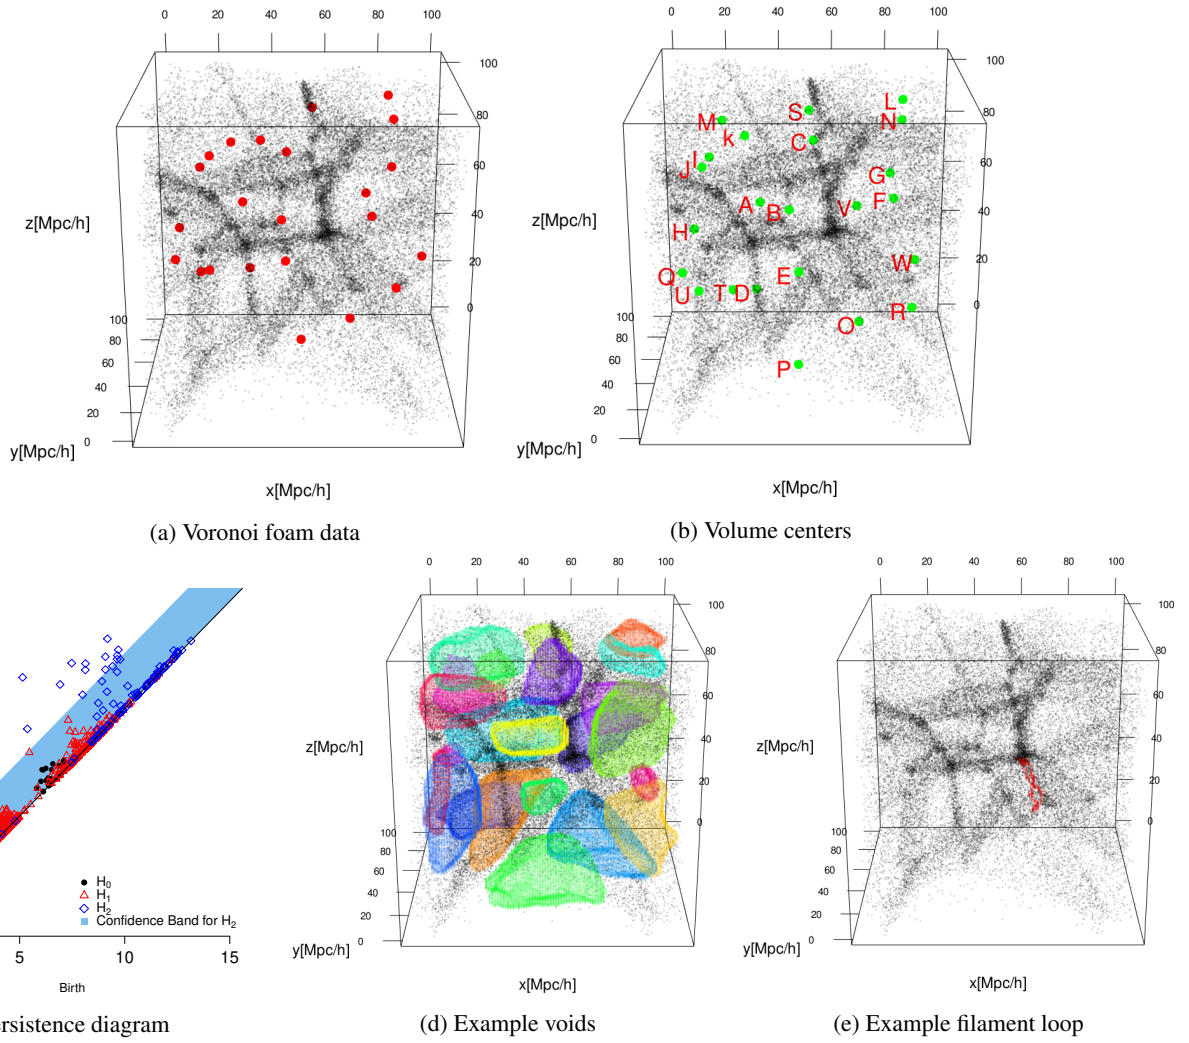 0 20 40 60 80 100
100
80
60
40
20
0
z[Mpc/h]
100
80
60
40
20
0
y[Mpc/h]
x[Mpc/h]
(a) Voronoi foam data
0 20 40 60 80 100
100
80
60
40
20
0
z[Mpc/h]
100
80
60
40
20
0
y[Mpc/h]
x[Mpc/h]
L
S
M
N
k
C
I
J
G
A
B
V
F
H
W
Q
E
U
T
D
R
O
P
(b) Volume centers
H0
H1
H2
Confidence Band for H2
5 10 15
Birth
ersistence diagram
0 20 40 60 80 100
100
80
60
40
20
0
z[Mpc/h]
100
80
60
40
20
0
y[Mpc/h]
x[Mpc/h]
(d) Example voids
0 20 40 60 80 100
100
80
60
40
20
0
z[Mpc/h]
100
80
60
40
20
0
y[Mpc/h]
x[Mpc/h]
(e) Example filament loop